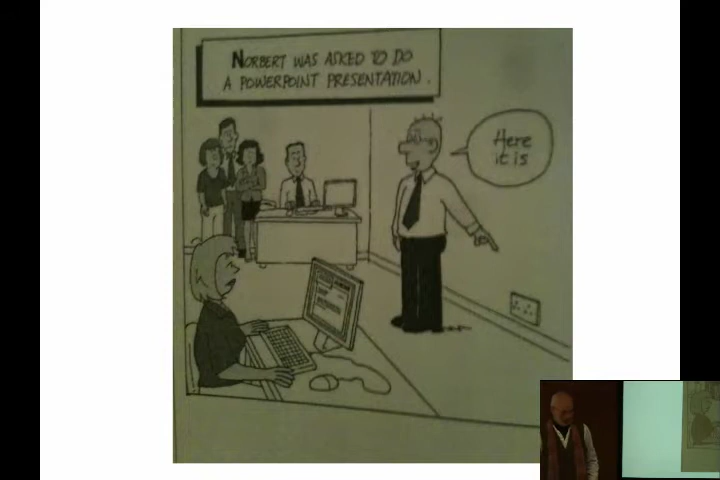 NORBERT WAS ASKED TO DO
A POWERPOINT PRESENTATION.
Here
it is